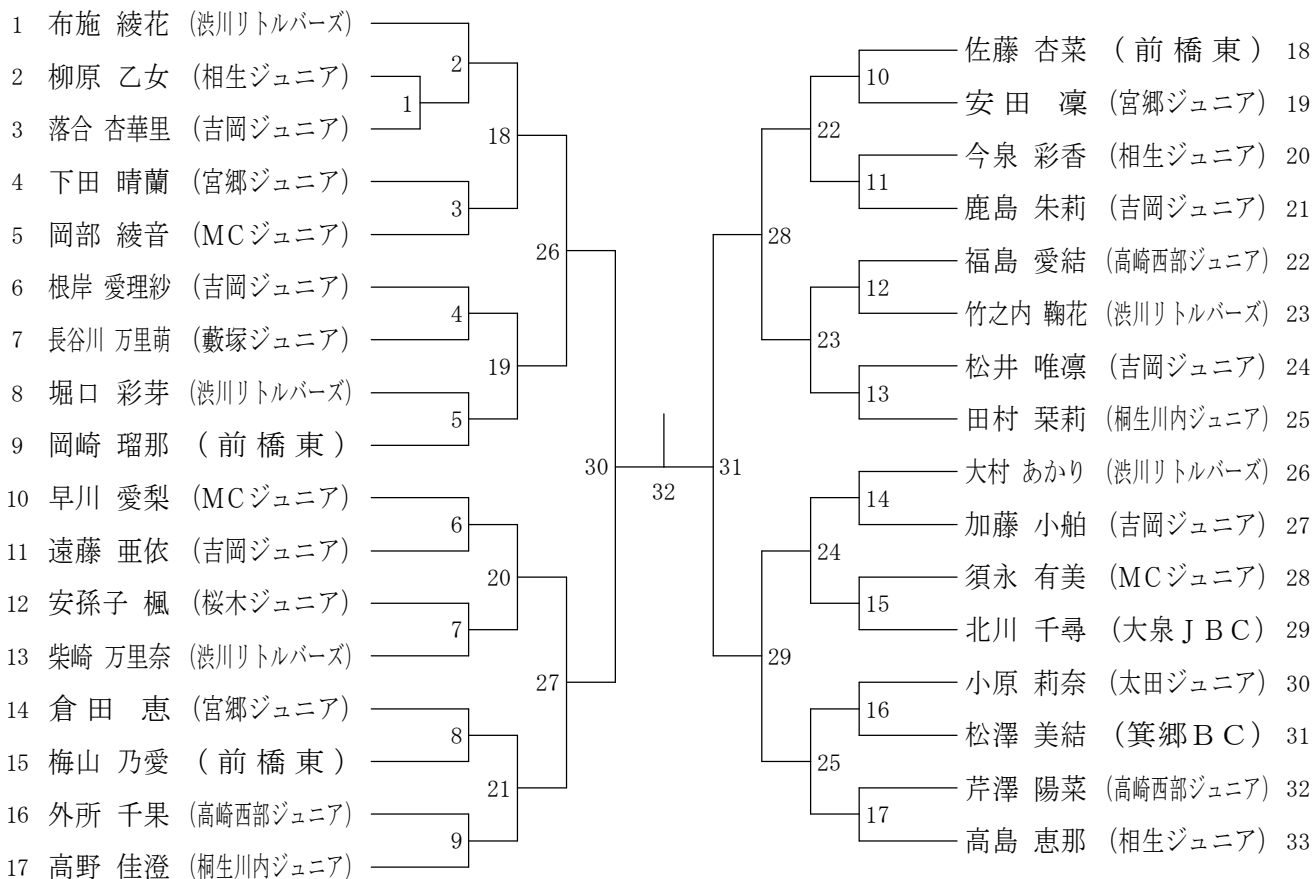 1 布施 綾花 (渋川リトルバーズ)
2 柳原 乙女 (相生ジュニア)
3 落合 杏華里 (吉岡ジュニア)
4 下田 晴蘭 (宮郷ジュニア)
5 岡部 綾音 (MCジュニア)
6 根岸 愛理紗 (吉岡ジュニア)
7 長谷川 万里萌 (藪塚ジュニア)
8 堀口 彩芽 (渋川リトルバーズ)
9 岡崎 瑠那 (前橋東)
10 早川 愛梨 (MCジュニア)
11 遠藤 亜依 (吉岡ジュニア)
12 安孫子 楓 (桜木ジュニア)
13 柴崎 万里奈 (渋川リトルバーズ)
14 倉田 恵 (宮郷ジュニア)
15 梅山 乃愛 (前橋東)
16 外所 千果 (高崎西部ジュニア)
17 高野 佳澄 (桐生川内ジュニア)
1
2
3
4
5
6
7
8
9
18
19
20
21
26
27
30
32
31
28
29
22
23
24
25
10
11
12
13
14
15
16
17
佐藤 杏菜 (前橋東) 18
安田 凜 (宮郷ジュニア) 19
今泉 彩香 (相生ジュニア) 20
鹿島 朱莉 (吉岡ジュニア) 21
福島 愛結 (高崎西部ジュニア) 22
竹之内 鞠花 (渋川リトルバーズ) 23
松井 唯凛 (吉岡ジュニア) 24
田村 栞莉 (桐生川内ジュニア) 25
大村 あかり (渋川リトルバーズ) 26
加藤 小舶 (吉岡ジュニア) 27
須永 有美 (MCジュニア) 28
北川 千尋 (大泉JBC) 29
小原 莉奈 (太田ジュニア) 30
松澤 美結 (箕郷BC) 31
芹澤 陽菜 (高崎西部ジュニア) 32
高島 恵那 (相生ジュニア) 33